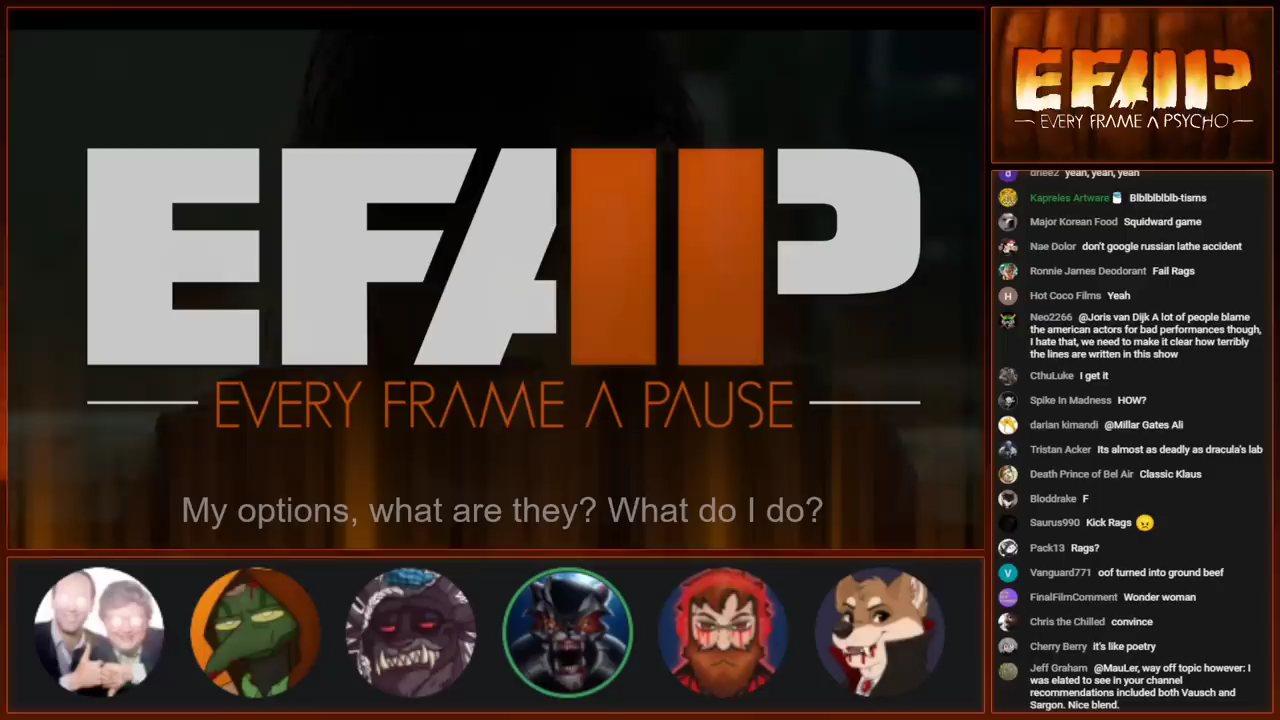 EFAP
EVERY FRAME A PAUSE
My options, what are they? What do I do?
EFAP
EVERY FRAME A PSYCHO
dhee2 yeah, yeah, yeah
Kapreles Artware Blblblblblb-tisms
Major Korean Food Squidward game
Nae Dolor don't google russian lathe accident
Ronnie James Deodorant Fail Rags
H Hot Coco Films Yeah
Neo2266 @Joris van Dijk A lot of people blame
the american actors for bad performances though,
I hate that, we need to make it clear how terribly
the lines are written in this show
CthuLuke I get it
Spike In Madness HOW?
darian kimandi @Millar Gates Ali
Tristan Acker Its almost as deadly as dracula's lab
Death Prince of Bel Air Classic Klaus
Bloddrake F
Saurus990 Kick Rags
Pack13 Rags?
V Vanguard771 oof turned into ground beef
FinalFilmComment Wonder woman
Chris the Chilled convince
Cherry Berry it's like poetry
Jeff Graham @MauLer, way off topic however: I
was elated to see in your channel
recommendations included both Vausch and
Sargon. Nice blend.